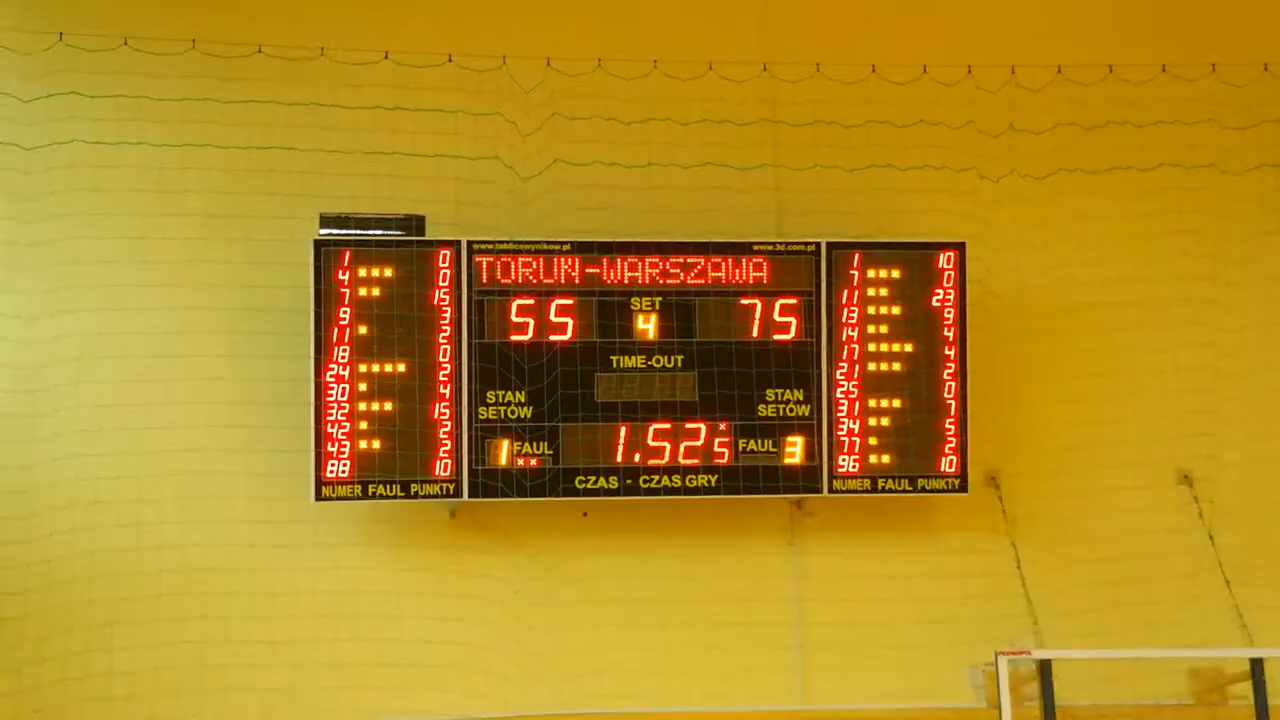 www.tablicewynikow.pl www.3d.com.pl
TORUŃ-WARSZAWA
55 SET 75
4
TIME-OUT
STAN SETÓW STAN SETÓW
1 FAUL 1.52 5 FAUL 3
CZAS - CZAS GRY
1 0
4 0
7 15
9 3
11 2
18 0
24 2
30 4
32 15
42 2
43 2
88 10
NUMER FAUL PUNKTY
1 10
7 0
11 23
13 9
14 4
17 4
21 2
25 0
31 7
34 5
77 2
96 10
NUMER FAUL PUNKTY